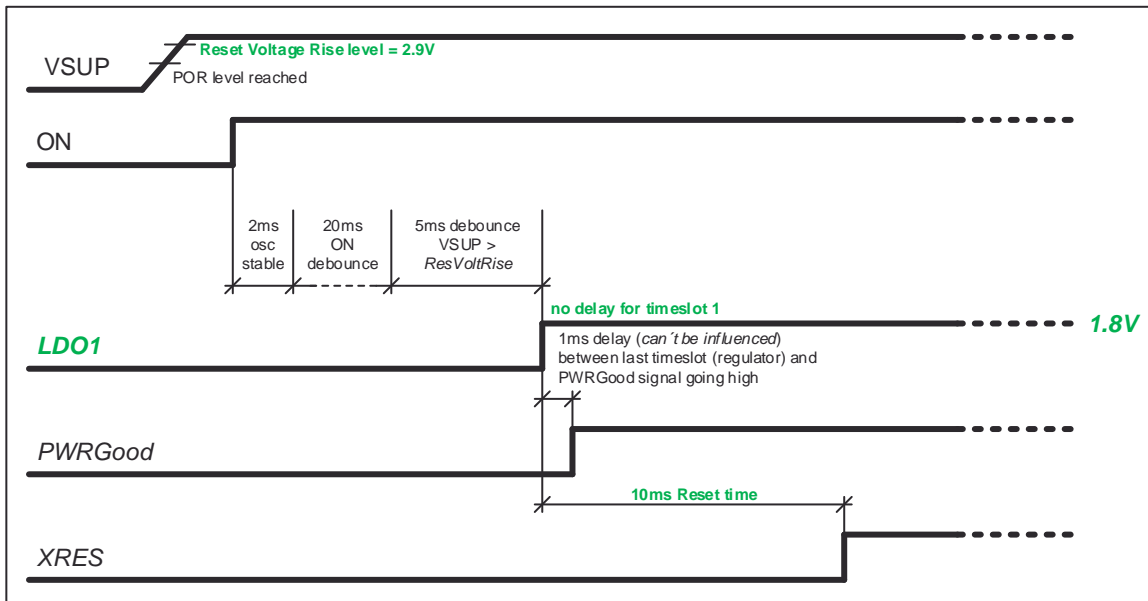 Reset Voltage Rise level = 2.9V
VSUP
POR level reached
ON
2ms
osc
stable
20ms
ON
debounce
5ms debounce
VSUP >
ResVoltRise
no delay for timeslot 1
1.8V
LDO1
1ms delay (can´t be influenced)
between last timeslot (regulator) and
PWRGood signal going high
PWRGood
10ms Reset time
XRES